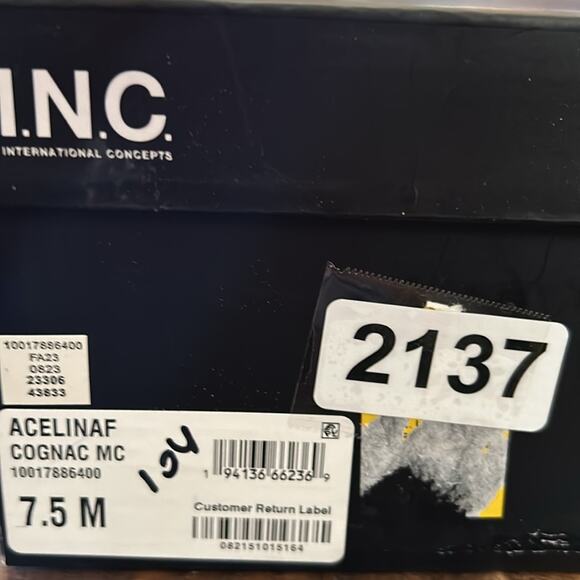 I.N.C.
INTERNATIONAL CONCEPTS
2137
10017886400
FA23
0823
23306
43833
ACELINAF
COGNAC MC
10017886400
7.5 M
104
1 94136 66236 9
Customer Return Label
082151015164